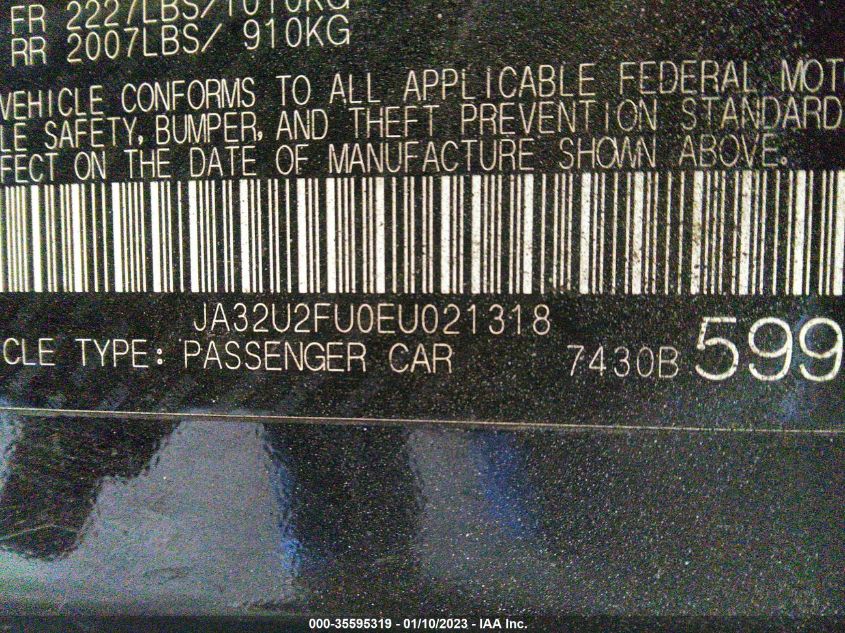 FR 2227LBS/1010KG
RR 2007LBS/ 910KG
VEHICLE CONFORMS TO ALL APPLICABLE FEDERAL MOT
LE SAFETY, BUMPER, AND THEFT PREVENTION STANDARD
FECT ON THE DATE OF MANUFACTURE SHOWN ABOVE.
JA32U2FU0EU021318
CLE TYPE: PASSENGER CAR 7430B 599
000-35595319 - 01/10/2023 - IAA Inc.